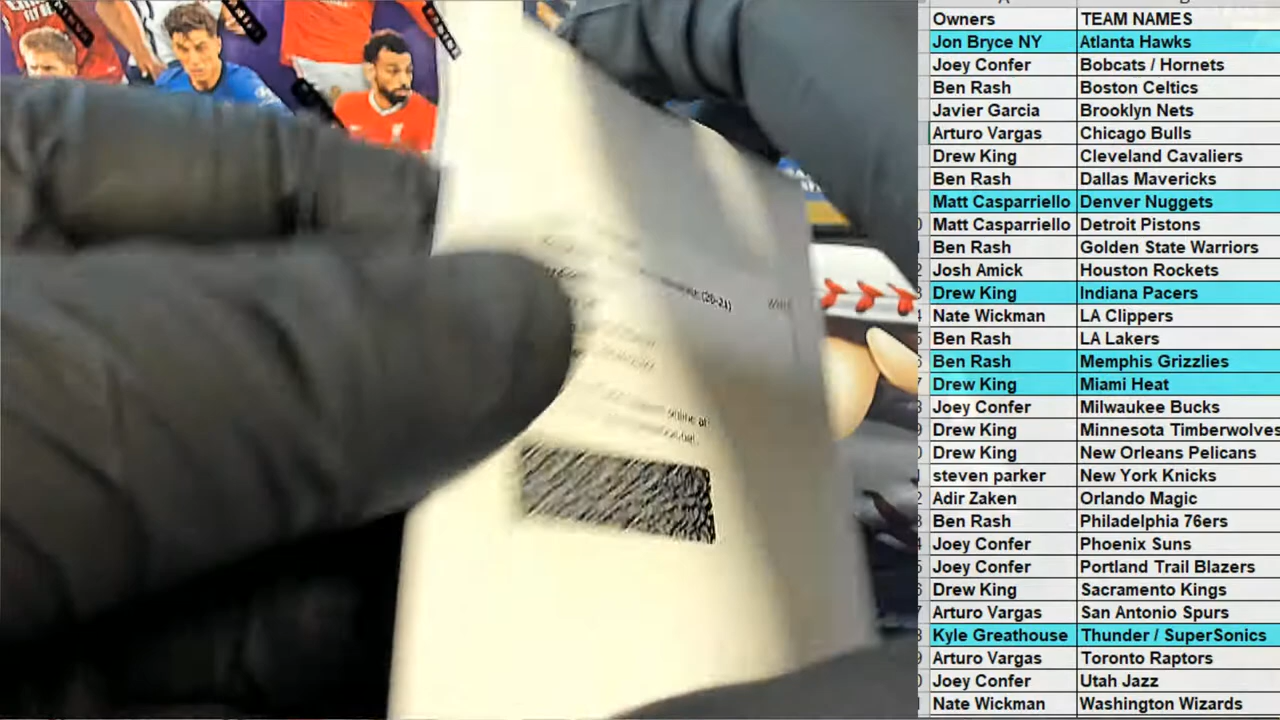 (20-21)
online at
Owners TEAM NAMES
Jon Bryce NY Atlanta Hawks
Joey Confer Bobcats / Hornets
Ben Rash Boston Celtics
Javier Garcia Brooklyn Nets
Arturo Vargas Chicago Bulls
Drew King Cleveland Cavaliers
Ben Rash Dallas Mavericks
Matt Casparriello Denver Nuggets
Matt Casparriello Detroit Pistons
Ben Rash Golden State Warriors
Josh Amick Houston Rockets
Drew King Indiana Pacers
Nate Wickman LA Clippers
Ben Rash LA Lakers
Ben Rash Memphis Grizzlies
Drew King Miami Heat
Joey Confer Milwaukee Bucks
Drew King Minnesota Timberwolves
Drew King New Orleans Pelicans
steven parker New York Knicks
Adir Zaken Orlando Magic
Ben Rash Philadelphia 76ers
Joey Confer Phoenix Suns
Joey Confer Portland Trail Blazers
Drew King Sacramento Kings
Arturo Vargas San Antonio Spurs
Kyle Greathouse Thunder / SuperSonics
Arturo Vargas Toronto Raptors
Joey Confer Utah Jazz
Nate Wickman Washington Wizards